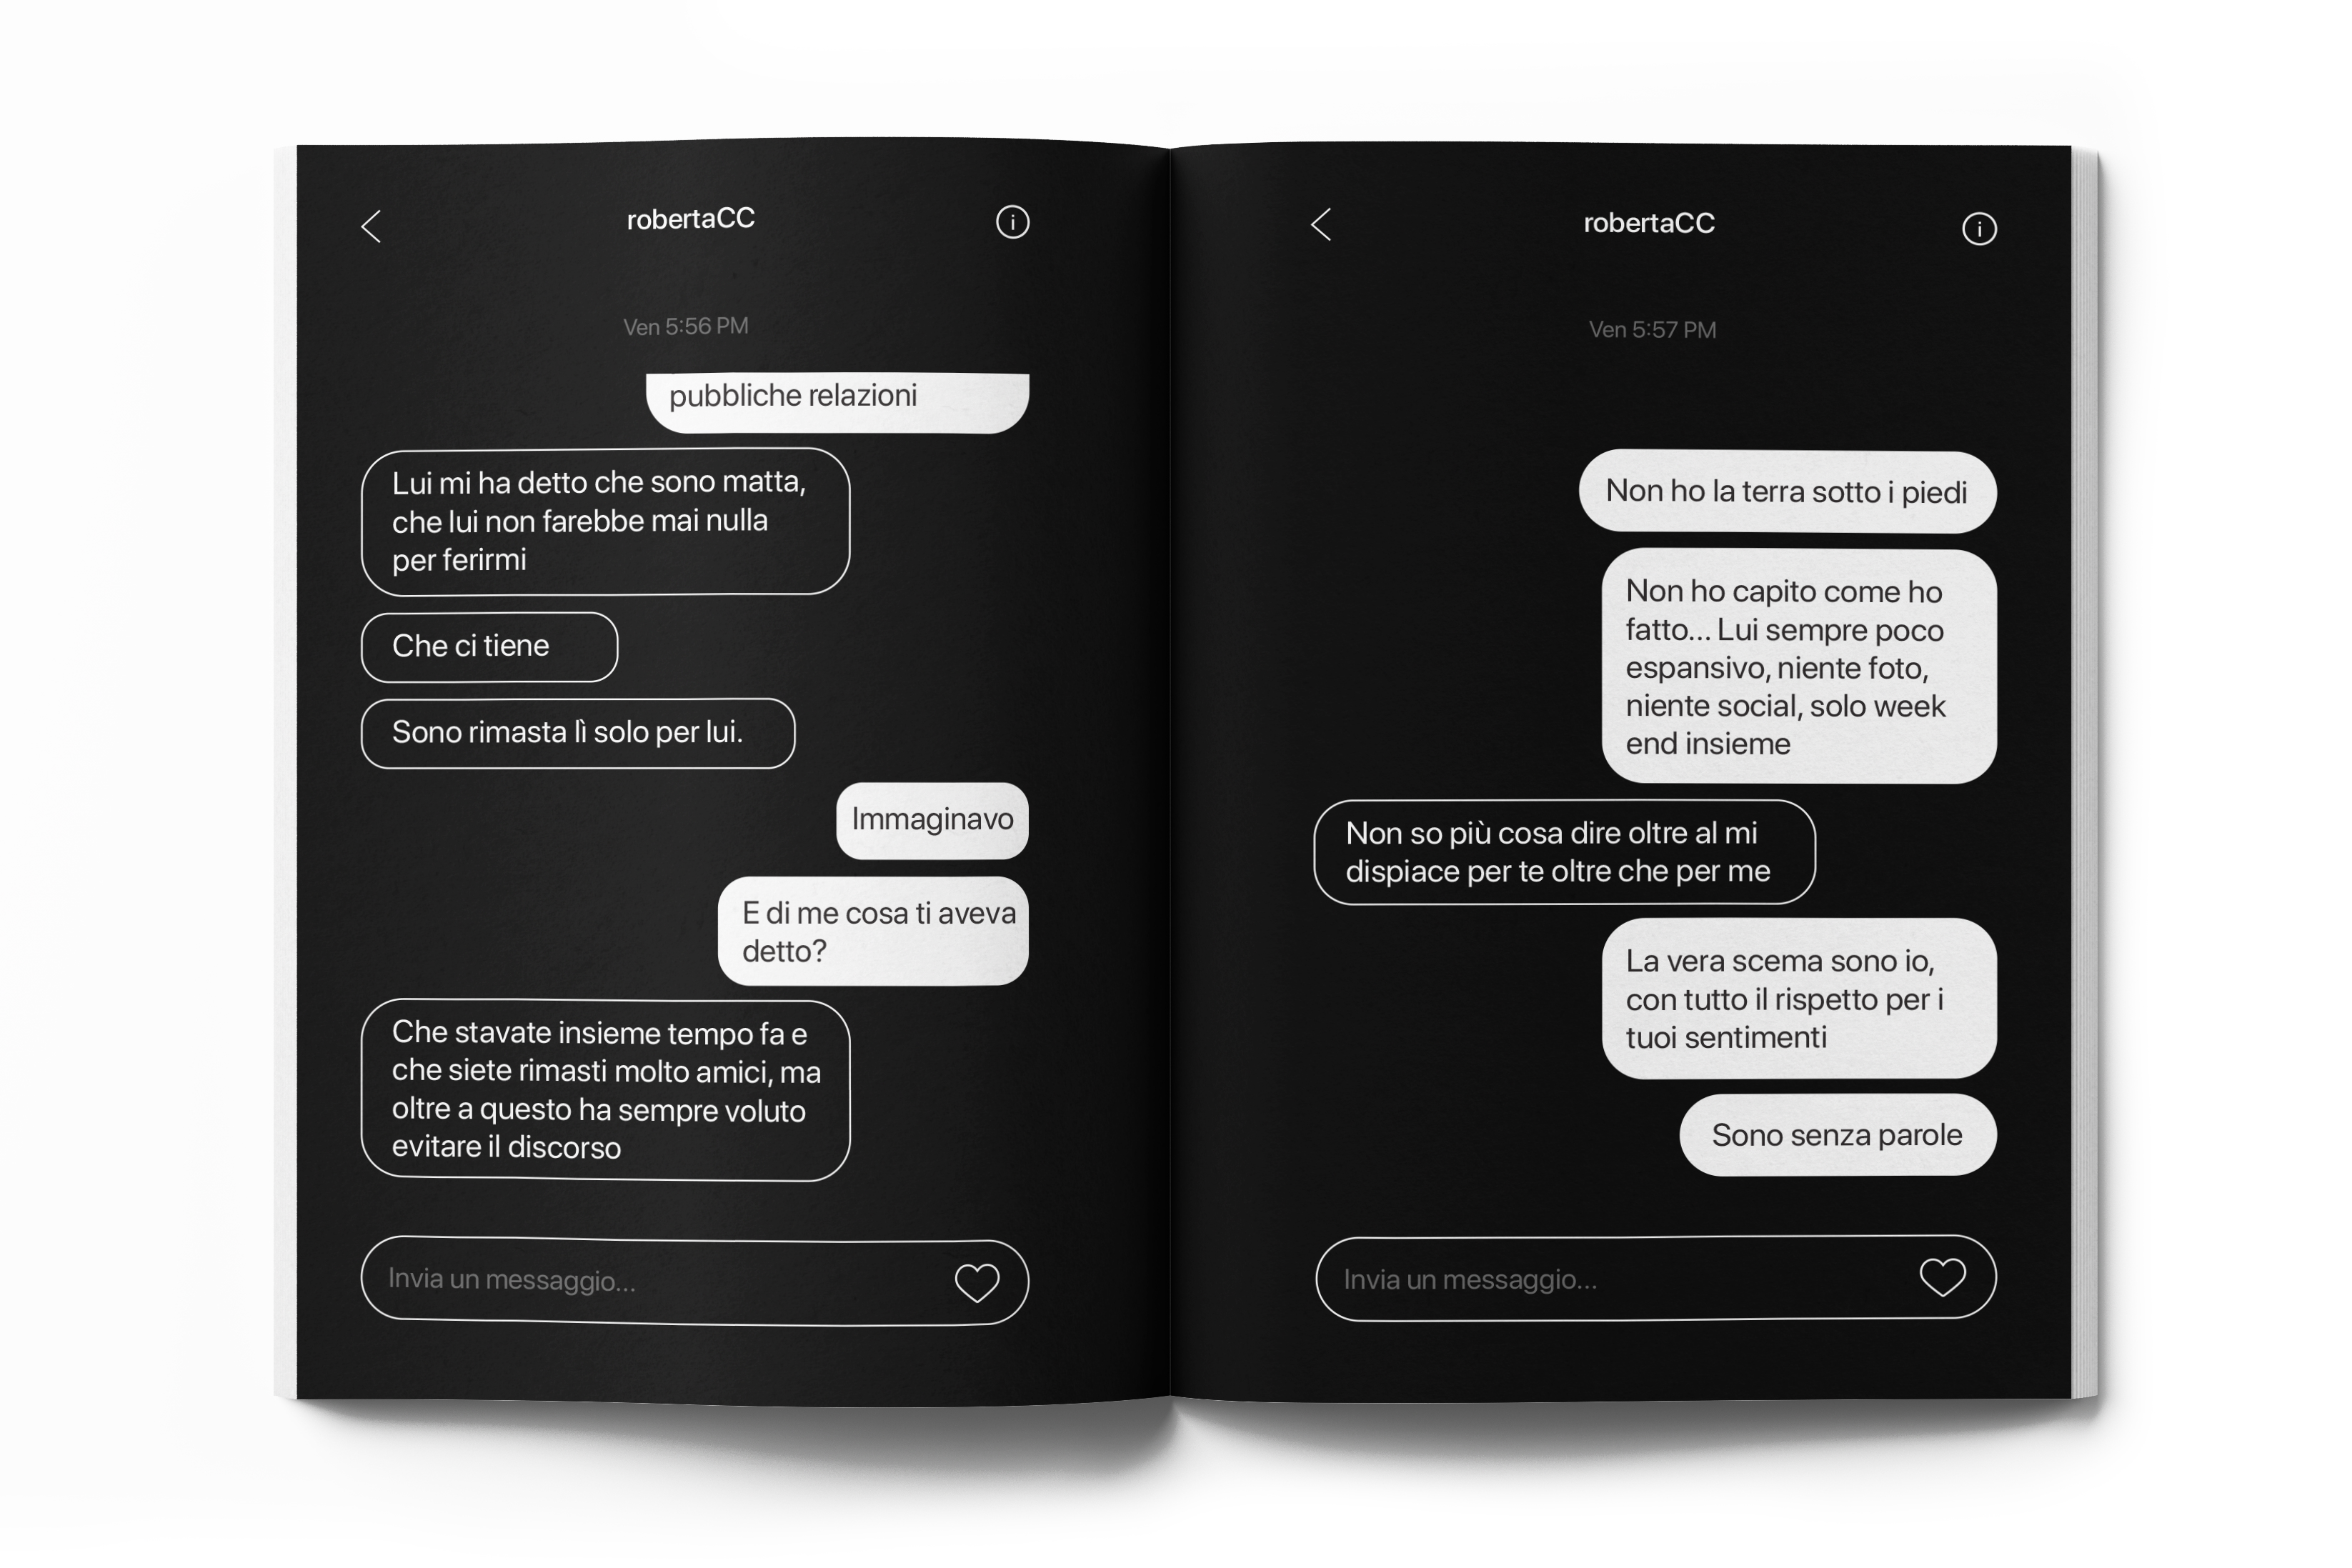 robertaCC
Ven 5:56 PM
pubbliche relazioni
Lui mi ha detto che sono matta,
che lui non farebbe mai nulla
per ferirmi
Che ci tiene
Sono rimasta lì solo per lui.
Immaginavo
E di me cosa ti aveva
detto?
Che stavate insieme tempo fa e
che siete rimasti molto amici, ma
oltre a questo ha sempre voluto
evitare il discorso
Invia un messaggio...
robertaCC
Ven 5:57 PM
Non ho la terra sotto i piedi
Non ho capito come ho
fatto... Lui sempre poco
espansivo, niente foto,
niente social, solo week
end insieme
Non so più cosa dire oltre al mi
dispiace per te oltre che per me
La vera scema sono io,
con tutto il rispetto per i
tuoi sentimenti
Sono senza parole
Invia un messaggio...